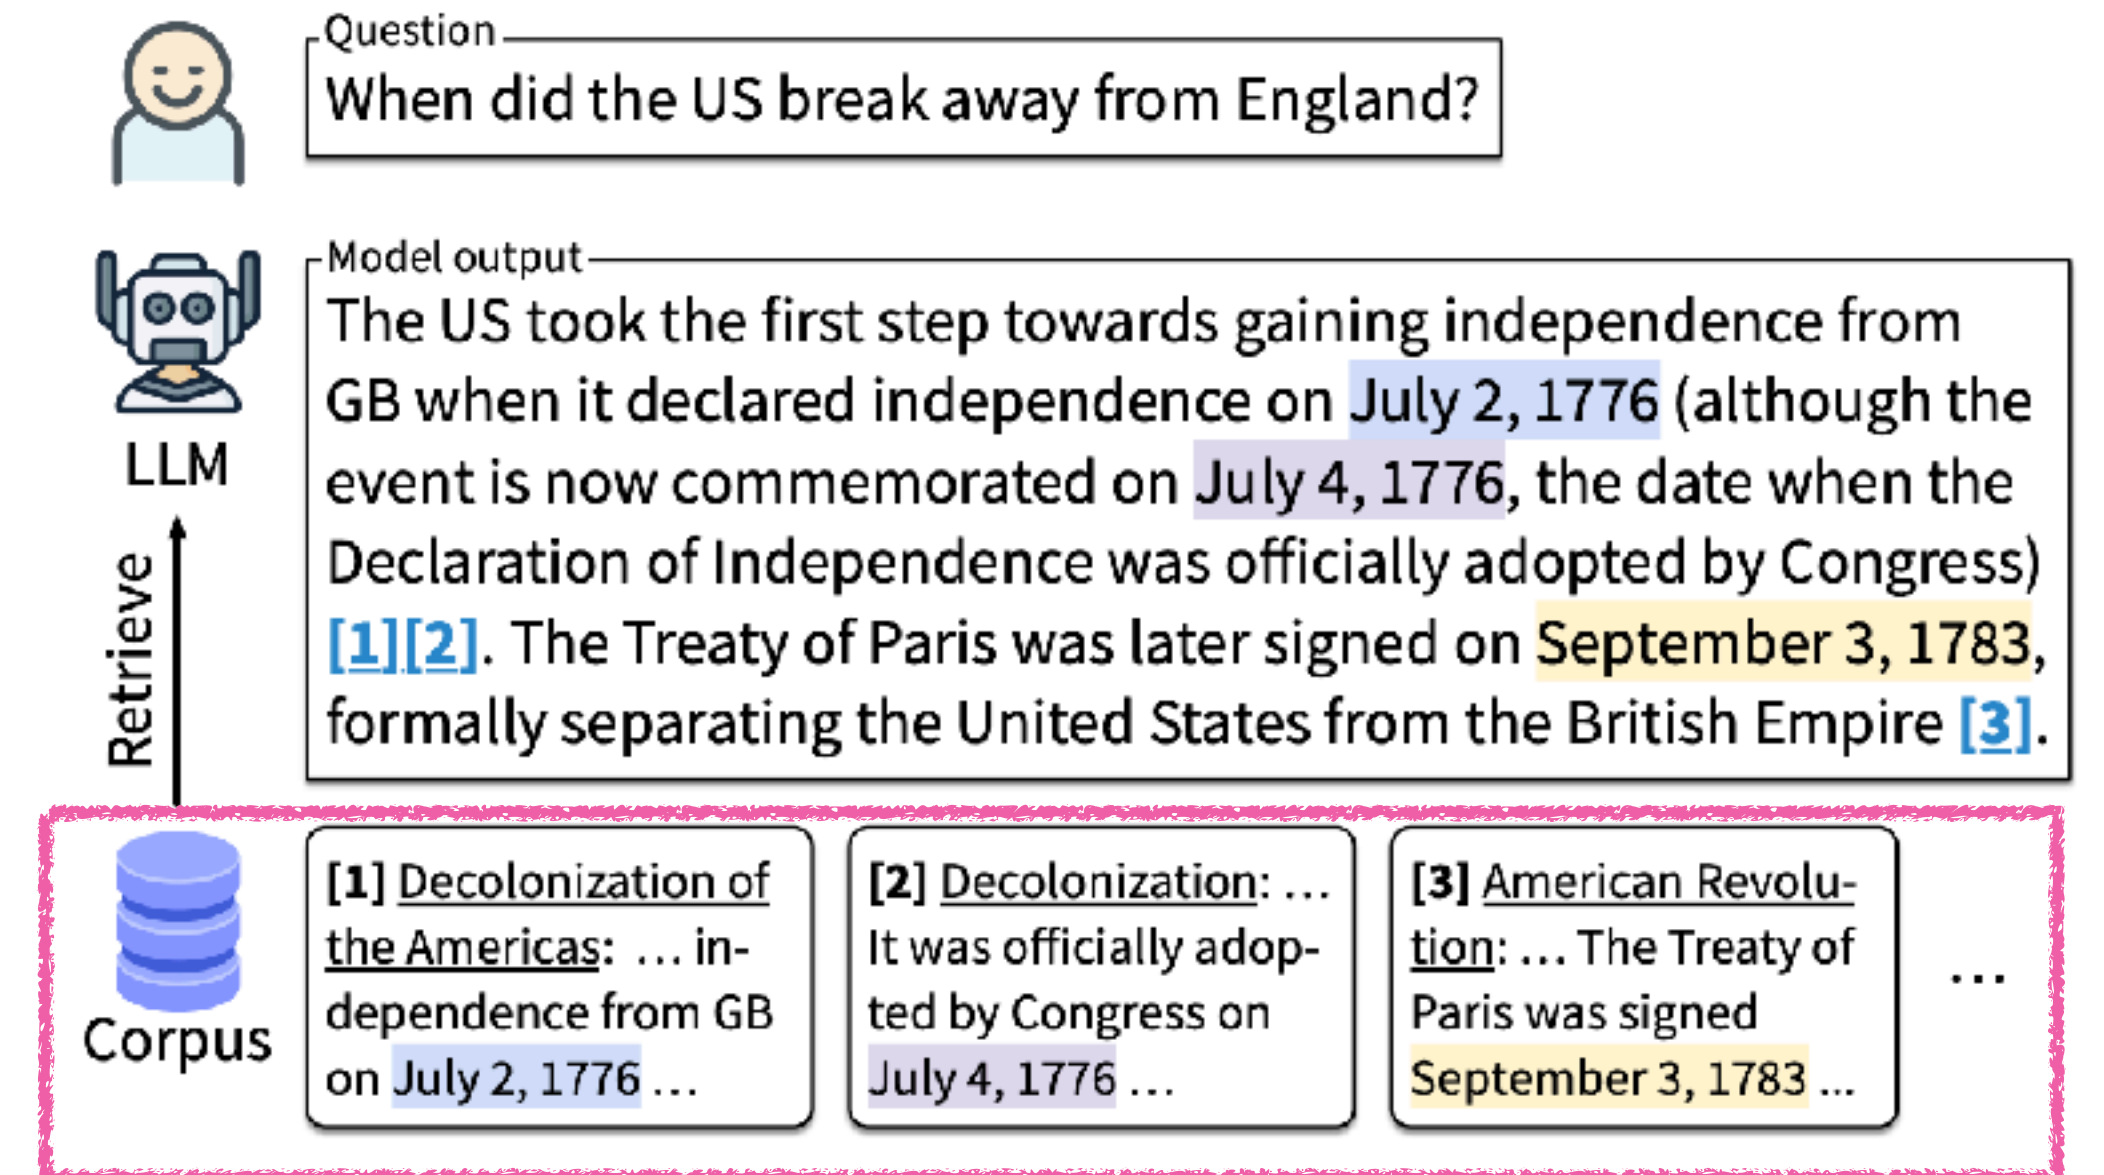 Question
When did the US break away from England?
Model output
The US took the first step towards gaining independence from
GB when it declared independence on July 2, 1776 (although the
event is now commemorated on July 4, 1776, the date when the
Declaration of Independence was officially adopted by Congress)
[1][2]. The Treaty of Paris was later signed on September 3, 1783,
formally separating the United States from the British Empire [3].
LLM
Retrieve
Corpus
[1] Decolonization of
the Americas: … in-
dependence from GB
on July 2, 1776 …
[2] Decolonization: …
It was officially adop-
ted by Congress on
July 4, 1776 …
[3] American Revolu-
tion: … The Treaty of
Paris was signed
September 3, 1783 ...
…